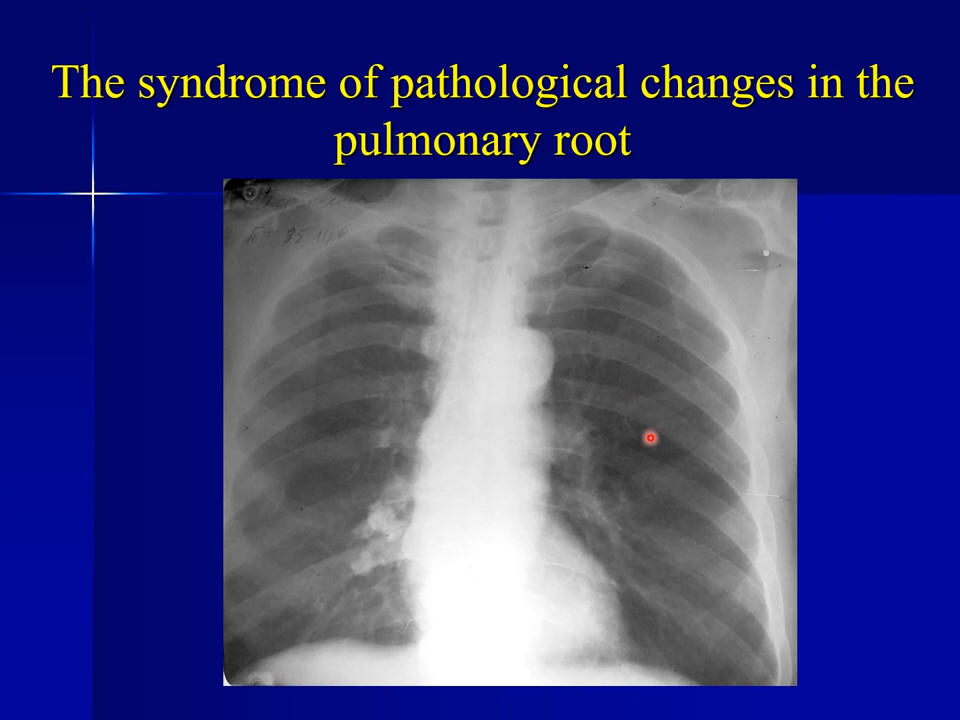 The syndrome of pathological changes in the
pulmonary root